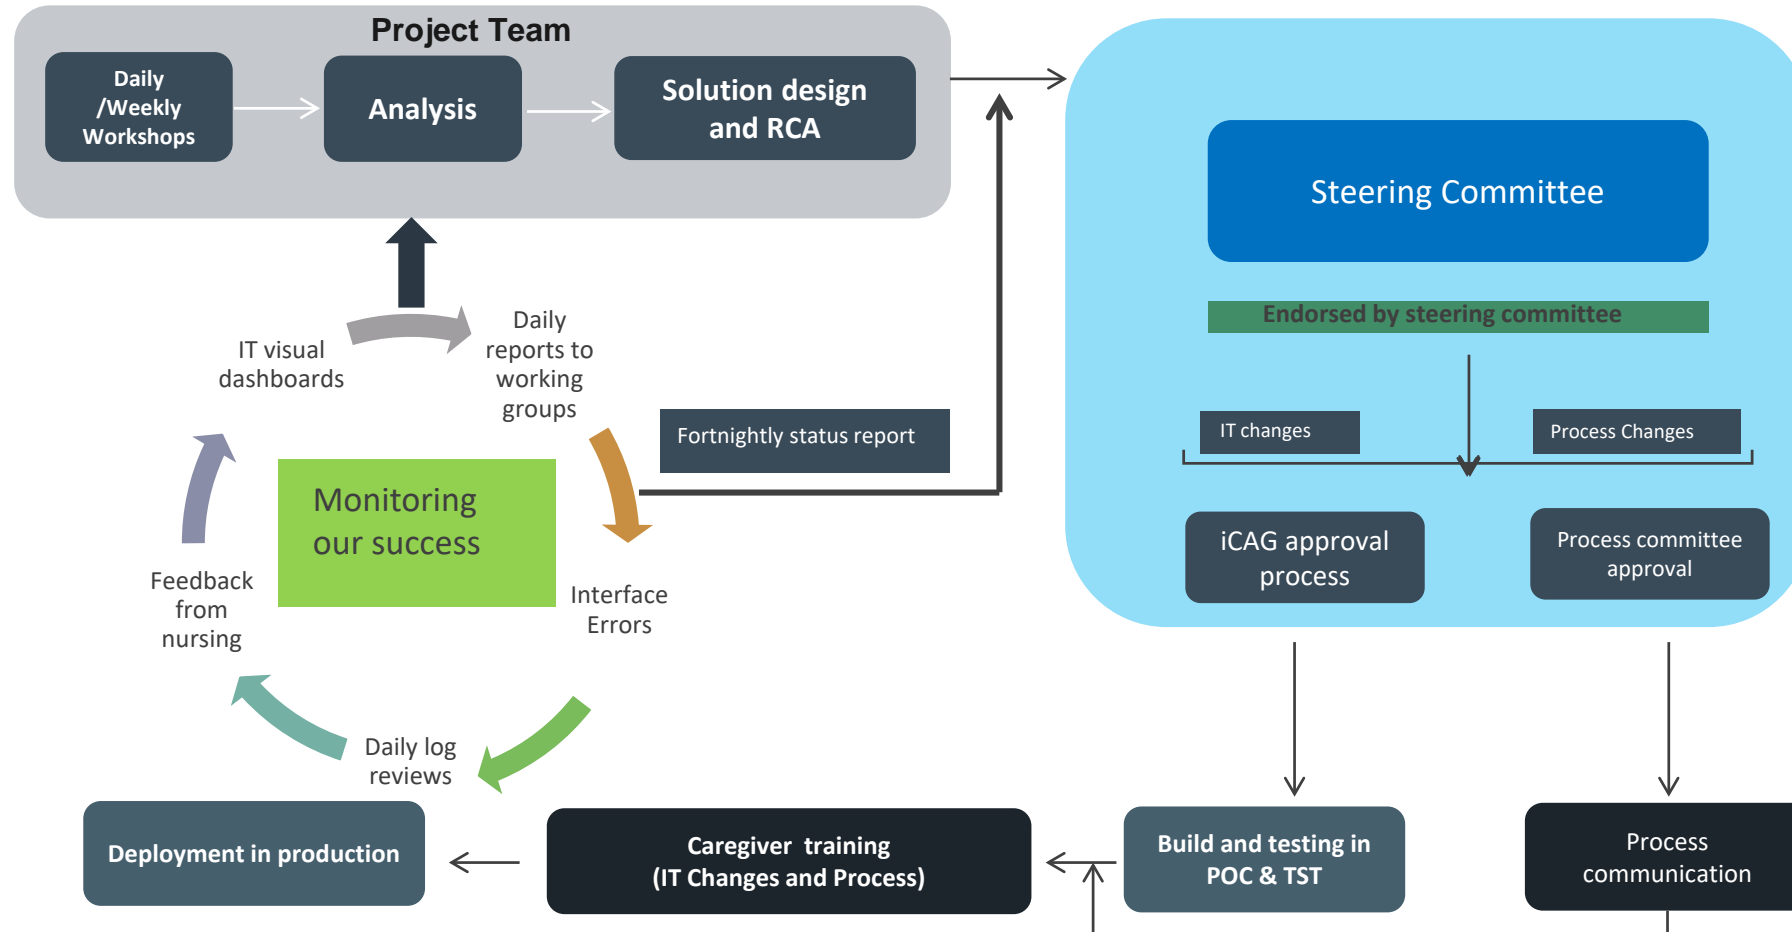 Project Team
Daily
/Weekly
Workshops
Analysis
Solution design
and RCA
Steering Committee
Endorsed by steering committee
IT changes
Process Changes
iCAG approval
process
Process committee
approval
IT visual
dashboards
Daily
reports to
working
groups
Fortnightly status report
Monitoring
our success
Feedback
from
nursing
Interface
Errors
Daily log
reviews
Deployment in production
Caregiver training
(IT Changes and Process)
Build and testing in
POC & TST
Process
communication